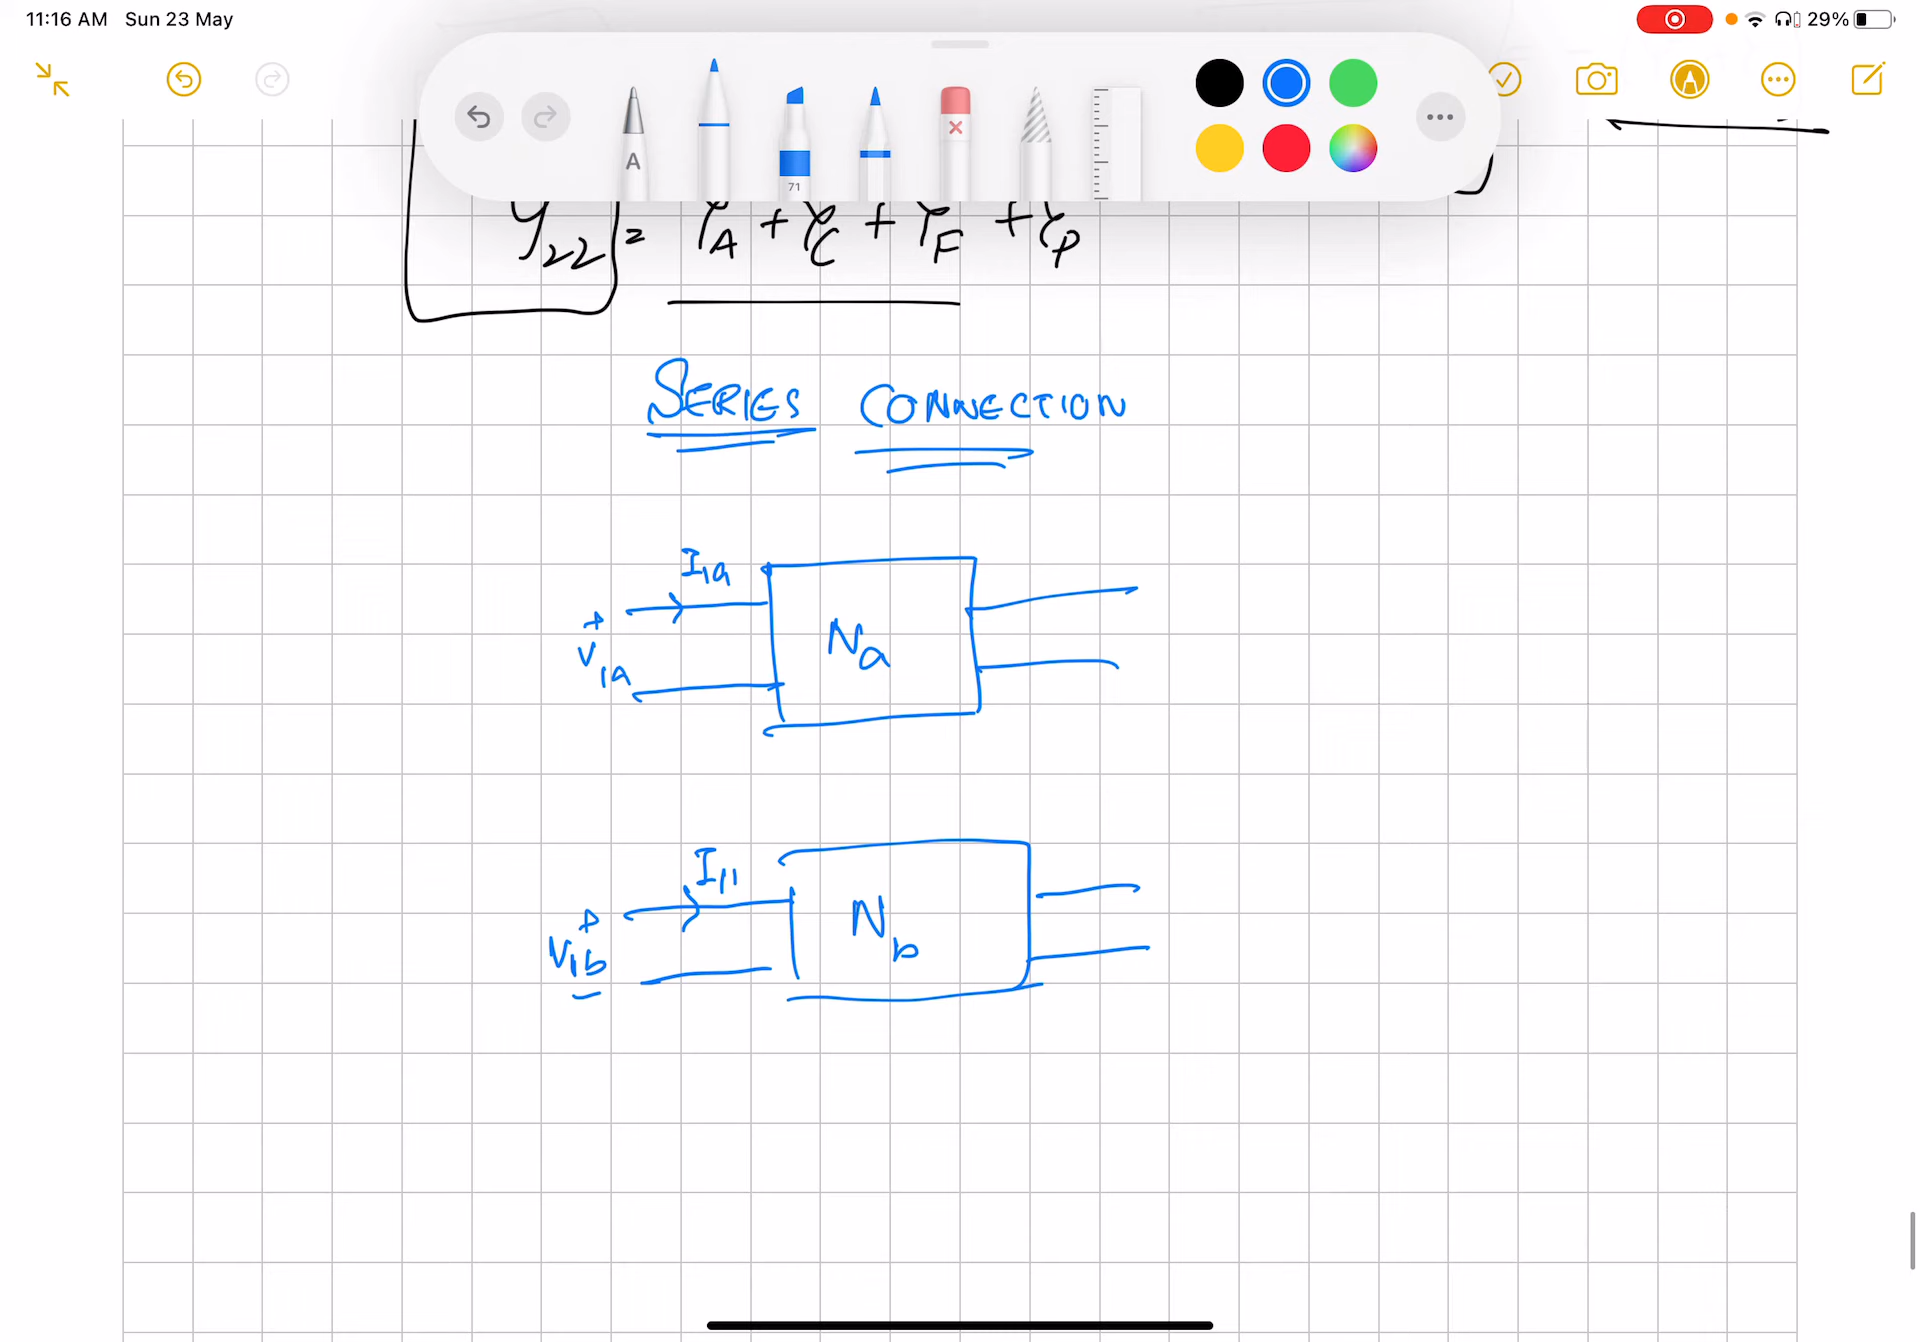 11:16 AM Sun 23 May
29%
A
71
y22 = YA + YC + YF + YP
SERIES CONNECTION
I1a
+
V1a
Na
I11
+
V1b
-
Nb